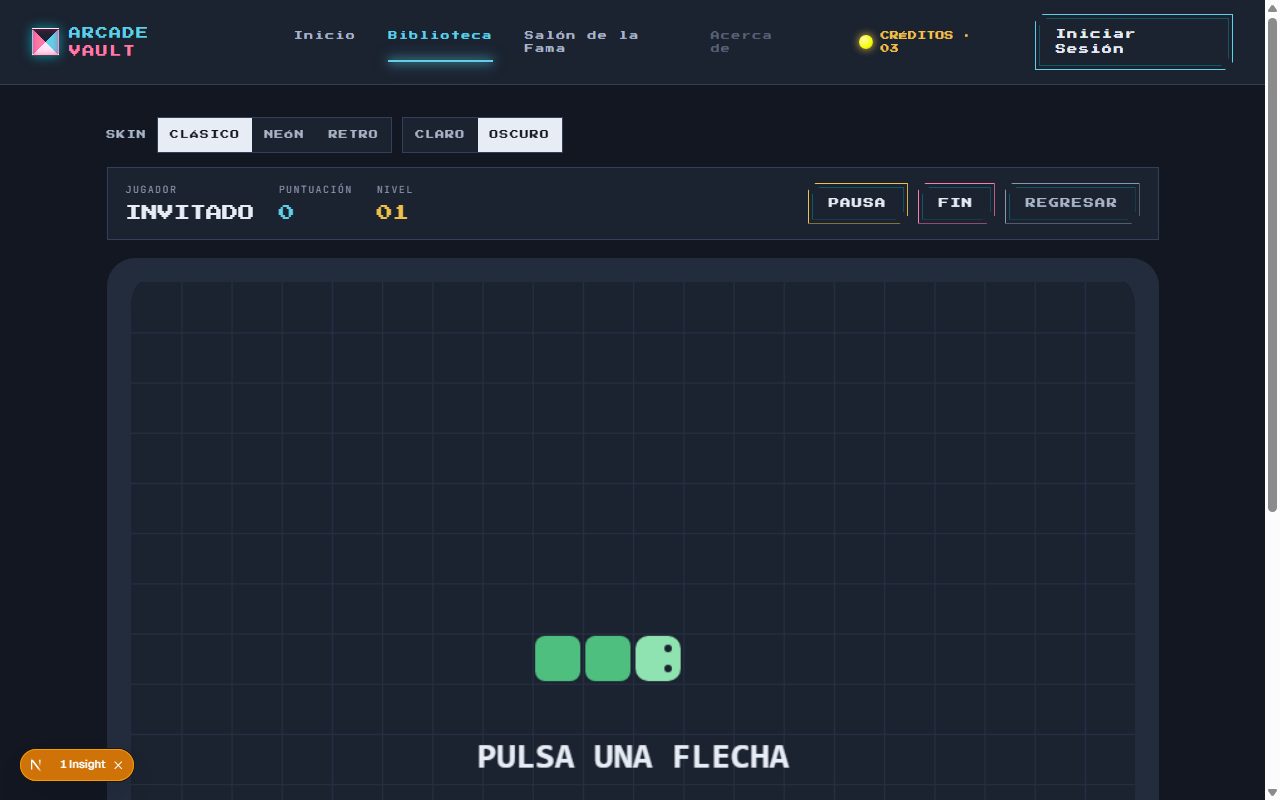 ARCADE
VAULT
Inicio
Biblioteca
Salón de la
Fama
Acerca
de
CRéDITOS ·
03
Iniciar
Sesión
SKIN
CLáSICO
NEóN
RETRO
CLARO
OSCURO
JUGADOR
INVITADO
PUNTUACIÓN
0
NIVEL
01
PAUSA
FIN
REGRESAR
PULSA UNA FLECHA
1 Insight